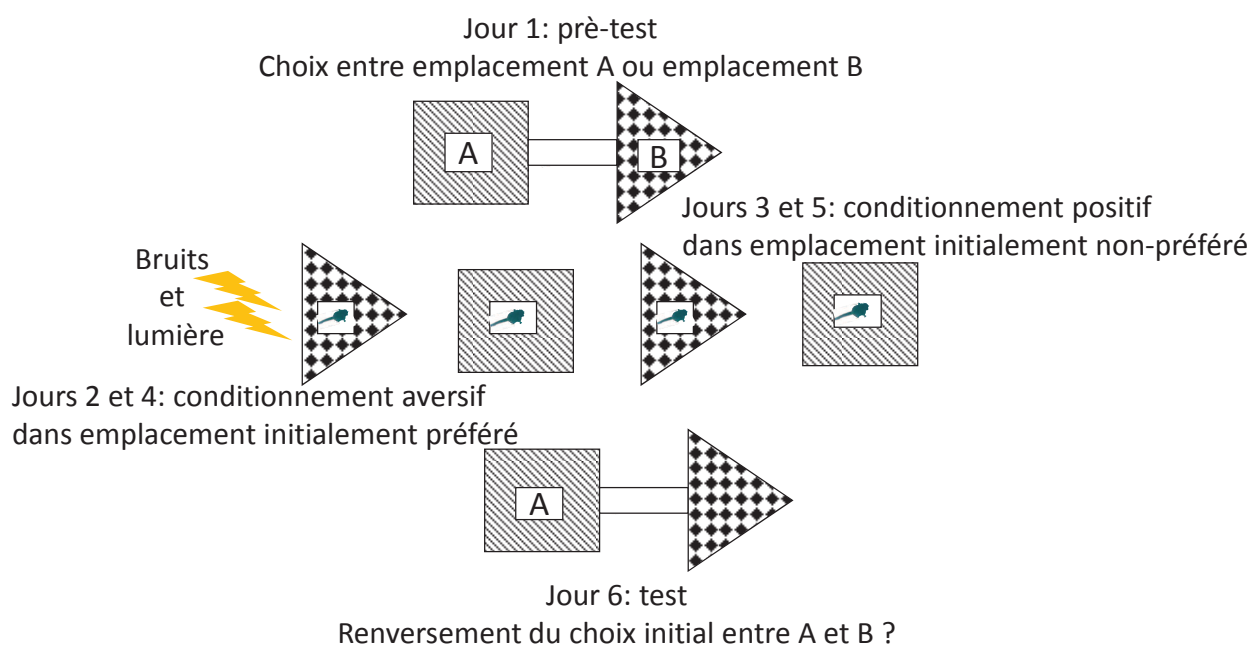 Jour 1: prè-test
Choix entre emplacement A ou emplacement B
A
B
Jours 3 et 5: conditionnement positif
dans emplacement initialement non-préféré
Bruits
et
lumière
Jours 2 et 4: conditionnement aversif
dans emplacement initialement préféré
A
Jour 6: test
Renversement du choix initial entre A et B ?